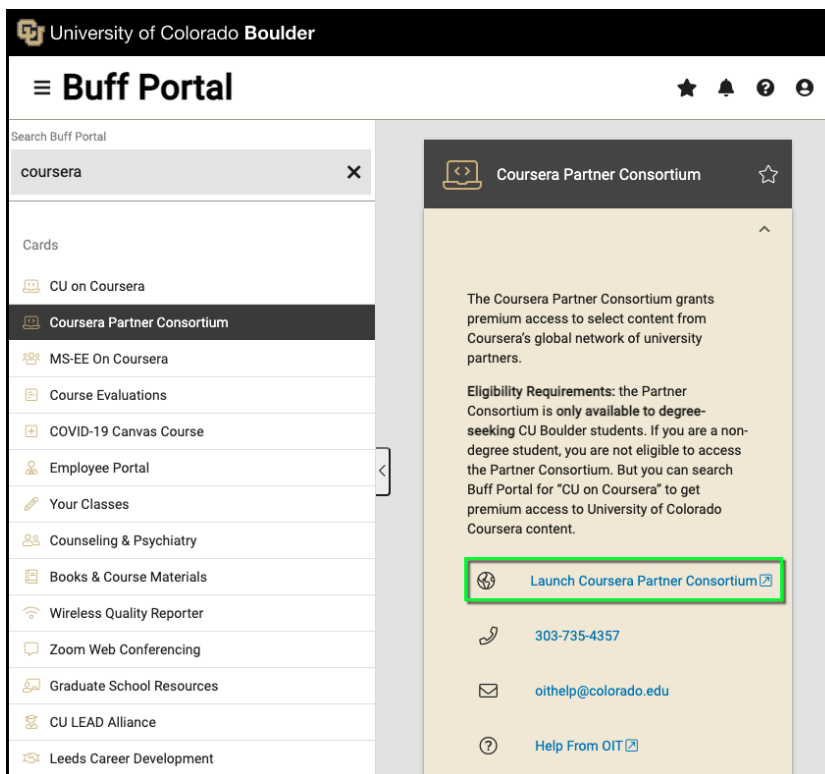 University of Colorado Boulder
Buff Portal
Search Buff Portal
coursera
Cards
CU on Coursera
Coursera Partner Consortium
MS-EE On Coursera
Course Evaluations
COVID-19 Canvas Course
Employee Portal
Your Classes
Counseling & Psychiatry
Books & Course Materials
Wireless Quality Reporter
Zoom Web Conferencing
Graduate School Resources
CU LEAD Alliance
Leeds Career Development
Coursera Partner Consortium
The Coursera Partner Consortium grants
premium access to select content from
Coursera's global network of university
partners.
Eligibility Requirements: the Partner
Consortium is only available to degree-
seeking CU Boulder students. If you are a non-
degree student, you are not eligible to access
the Partner Consortium. But you can search
Buff Portal for "CU on Coursera" to get
premium access to University of Colorado
Coursera content.
Launch Coursera Partner Consortium
303-735-4357
oithelp@colorado.edu
Help From OIT